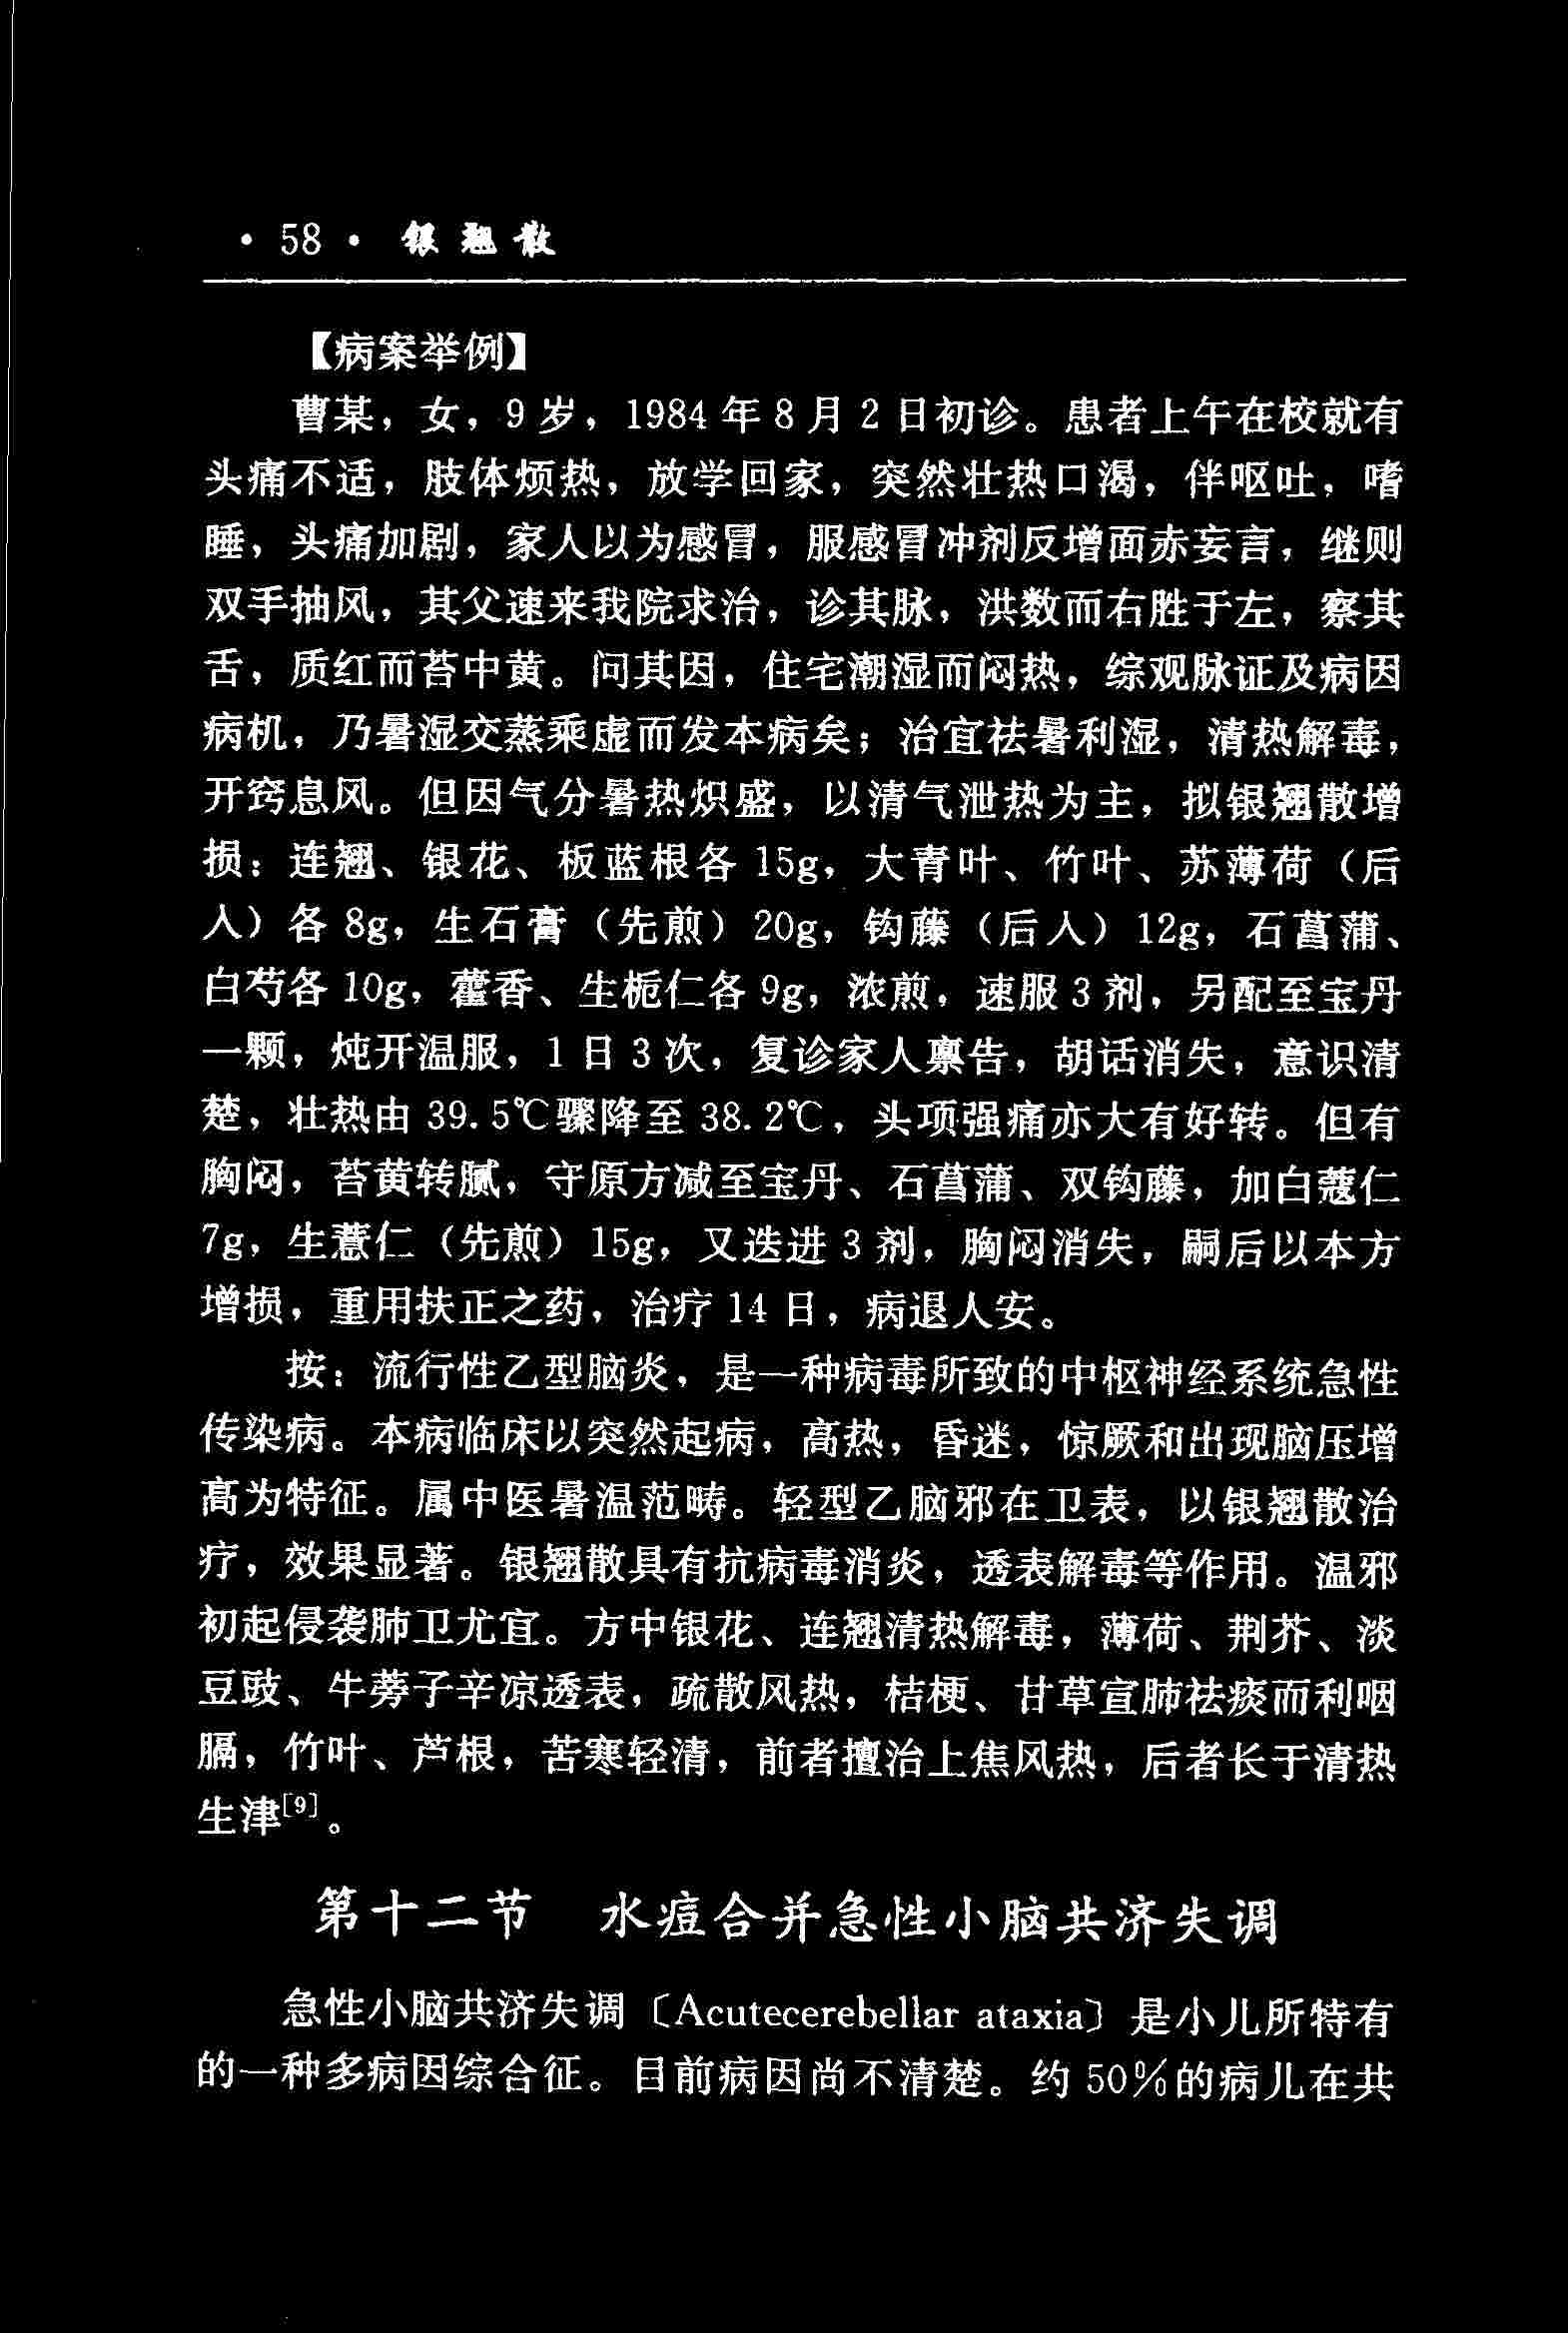 · 58 · 银翘散
【病案举例】
曹某，女，9岁，1984年8月2日初诊。患者上午在校就有
头痛不适，肢体烦热，放学回家，突然壮热口渴，伴呕吐，嗜
睡，头痛加剧，家人以为感冒，服感冒冲剂反增面赤妄言，继则
双手抽风，其父速来我院求治，诊其脉，洪数而右胜于左，察其
舌，质红而苔中黄。问其因，住宅潮湿而闷热，综观脉证及病因
病机，乃暑湿交蒸乘虚而发本病矣；治宜祛暑利湿，清热解毒，
开窍息风。但因气分暑热炽盛，以清气泄热为主，拟银翘散增
损：连翘、银花、板蓝根各15g，大青叶、竹叶、苏薄荷（后
入）各8g，生石膏（先煎）20g，钩藤（后入）12g，石菖蒲、
白芍各10g，藿香、生栀仁各9g，浓煎，速服3剂，另配至宝丹
一颗，炖开温服，1日3次，复诊家人禀告，胡话消失，意识清
楚，壮热由39.5℃骤降至38.2℃，头项强痛亦大有好转。但有
胸闷，苔黄转腻，守原方减至宝丹、石菖蒲、双钩藤，加白蔻仁
7g，生薏仁（先煎）15g，又迭进3剂，胸闷消失，嗣后以本方
增损，重用扶正之药，治疗14日，病退人安。
按：流行性乙型脑炎，是一种病毒所致的中枢神经系统急性
传染病。本病临床以突然起病，高热，昏迷，惊厥和出现脑压增
高为特征。属中医暑温范畴。轻型乙脑邪在卫表，以银翘散治
疗，效果显著。银翘散具有抗病毒消炎，透表解毒等作用。温邪
初起侵袭肺卫尤宜。方中银花、连翘清热解毒，薄荷、荆芥、淡
豆豉、牛蒡子辛凉透表，疏散风热，桔梗、甘草宣肺祛痰而利咽
膈，竹叶、芦根，苦寒轻清，前者擅治上焦风热，后者长于清热
生津[9]。
第十二节 水痘合并急性小脑共济失调
急性小脑共济失调〔Acutecerebellar ataxia〕是小儿所特有
的一种多病因综合征。目前病因尚不清楚。约50%的病儿在共